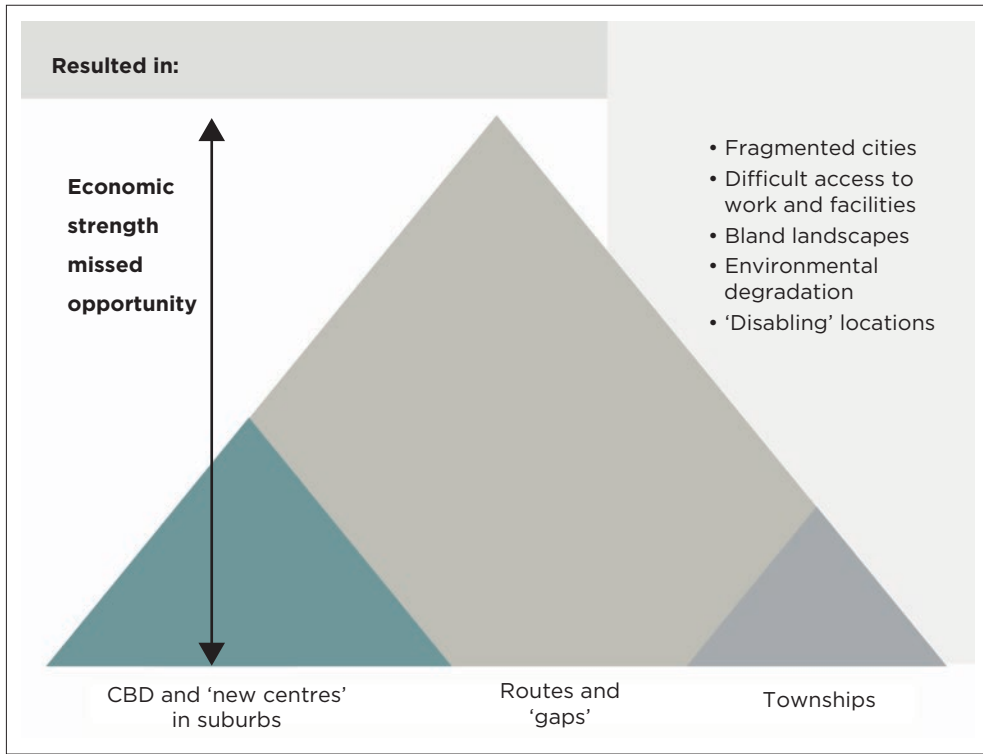 Resulted in:
Economic
strength
missed
opportunity
• Fragmented cities
• Difficult access to
work and facilities
• Bland landscapes
• Environmental
degradation
• ‘Disabling’ locations
CBD and ‘new centres’
in suburbs
Routes and
‘gaps’
Townships